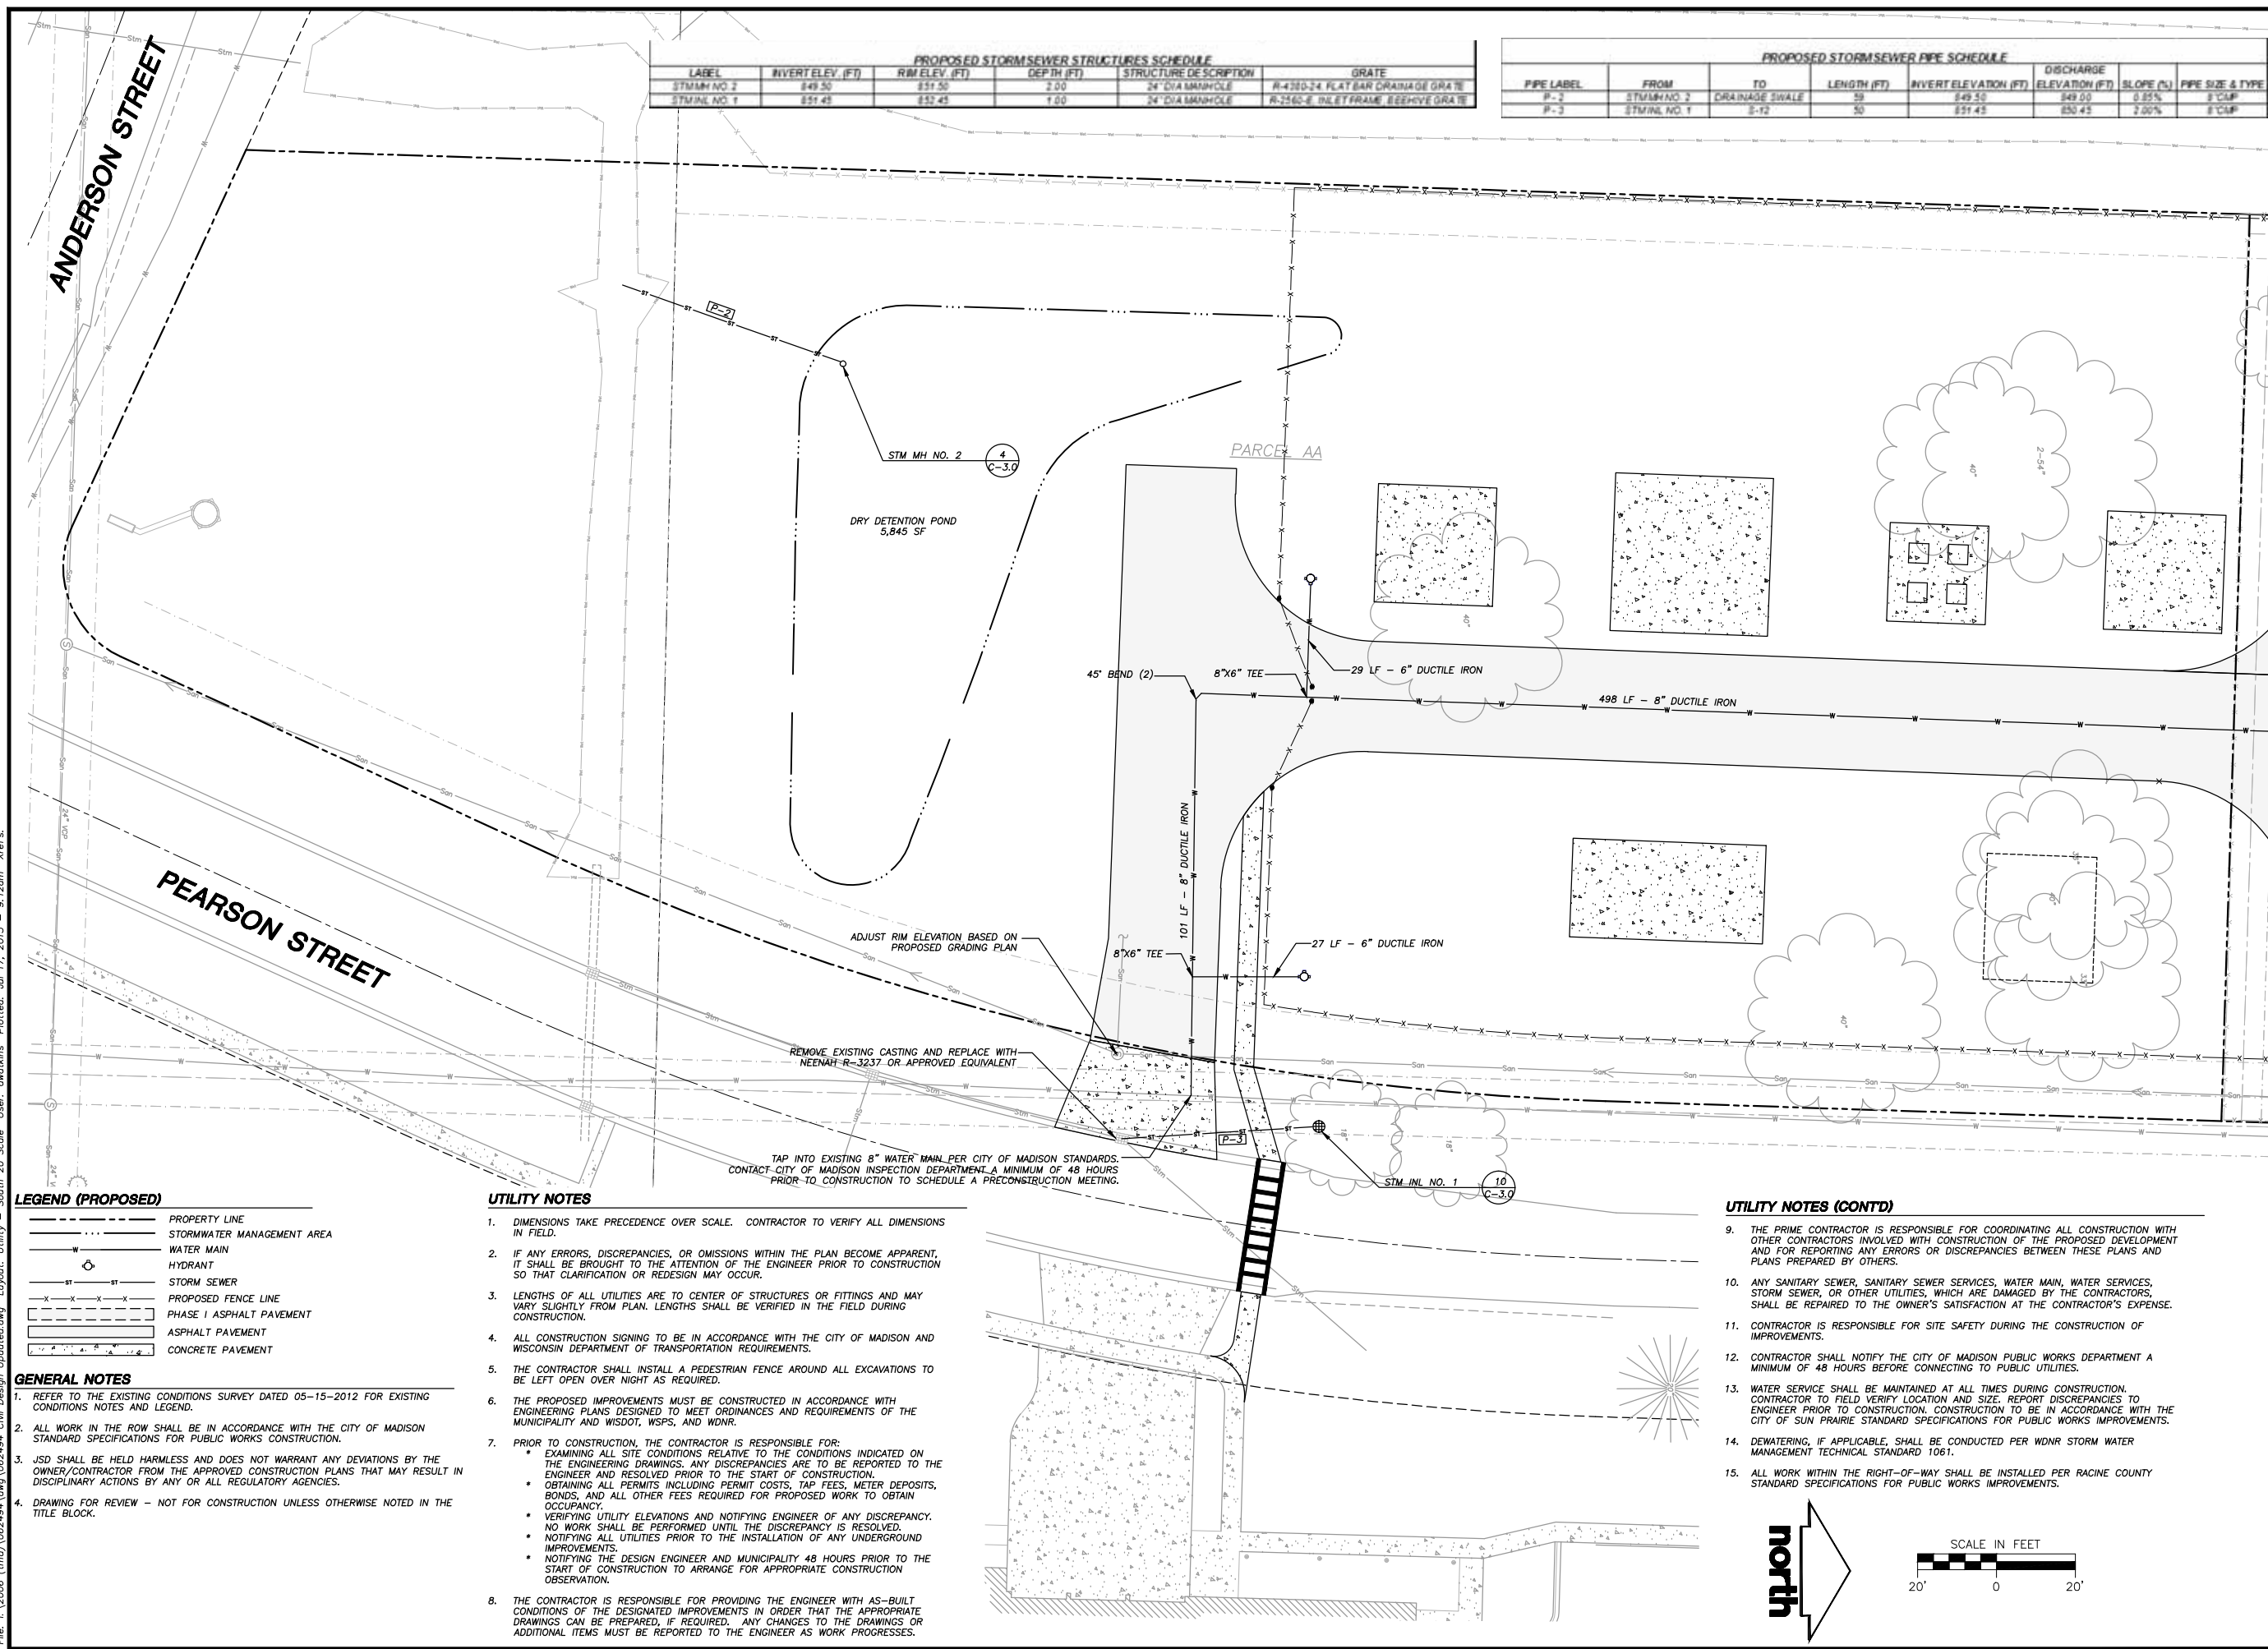 PROPOSED STORM SEWER STRUCTURES SCHEDULE
LABEL INVERT ELEV. (FT) RIM ELEV. (FT) DEPTH (FT) STRUCTURE DESCRIPTION GRATE
STM MH NO. 2 849.50 851.50 2.00 24" DIA MANHOLE R-4380-24, FLAT BAR DRAINAGE GRATE
STM INL NO. 1 851.45 852.45 1.00 24" DIA MANHOLE R-2560-E, INLET FRAME, BEEHIVE GRATE
PROPOSED STORM SEWER PIPE SCHEDULE
PIPE LABEL FROM TO LENGTH (FT) INVERT ELEVATION (FT) DISCHARGE ELEVATION (FT) SLOPE (%) PIPE SIZE & TYPE
P-2 STM MH NO. 2 DRAINAGE SWALE 59 849.50 849.00 0.85% 8"CMP
P-3 STM INL NO. 1 S-12 50 851.45 850.45 2.00% 8"CMP
ANDERSON STREET
P-2
STM MH NO. 2
4
C-3.0
DRY DETENTION POND
5,845 SF
PARCEL AA
40"
2-54"
40"
45° BEND (2)
8"X6" TEE
29 LF - 6" DUCTILE IRON
498 LF - 8" DUCTILE IRON
101 LF - 8" DUCTILE IRON
24" VCP
PEARSON STREET
ADJUST RIM ELEVATION BASED ON
PROPOSED GRADING PLAN
8"X6" TEE
27 LF - 6" DUCTILE IRON
40"
REMOVE EXISTING CASTING AND REPLACE WITH
NEENAH R-3237 OR APPROVED EQUIVALENT
P-3
18"
18"
TAP INTO EXISTING 8" WATER MAIN PER CITY OF MADISON STANDARDS.
CONTACT CITY OF MADISON INSPECTION DEPARTMENT A MINIMUM OF 48 HOURS
PRIOR TO CONSTRUCTION TO SCHEDULE A PRECONSTRUCTION MEETING.
STM INL NO. 1
10
C-3.0
LEGEND (PROPOSED)
PROPERTY LINE
STORMWATER MANAGEMENT AREA
WATER MAIN
HYDRANT
STORM SEWER
PROPOSED FENCE LINE
PHASE I ASPHALT PAVEMENT
ASPHALT PAVEMENT
CONCRETE PAVEMENT
GENERAL NOTES
1. REFER TO THE EXISTING CONDITIONS SURVEY DATED 05-15-2012 FOR EXISTING
CONDITIONS NOTES AND LEGEND.
2. ALL WORK IN THE ROW SHALL BE IN ACCORDANCE WITH THE CITY OF MADISON
STANDARD SPECIFICATIONS FOR PUBLIC WORKS CONSTRUCTION.
3. JSD SHALL BE HELD HARMLESS AND DOES NOT WARRANT ANY DEVIATIONS BY THE
OWNER/CONTRACTOR FROM THE APPROVED CONSTRUCTION PLANS THAT MAY RESULT IN
DISCIPLINARY ACTIONS BY ANY OR ALL REGULATORY AGENCIES.
4. DRAWING FOR REVIEW - NOT FOR CONSTRUCTION UNLESS OTHERWISE NOTED IN THE
TITLE BLOCK.
UTILITY NOTES
1. DIMENSIONS TAKE PRECEDENCE OVER SCALE. CONTRACTOR TO VERIFY ALL DIMENSIONS
IN FIELD.
2. IF ANY ERRORS, DISCREPANCIES, OR OMISSIONS WITHIN THE PLAN BECOME APPARENT,
IT SHALL BE BROUGHT TO THE ATTENTION OF THE ENGINEER PRIOR TO CONSTRUCTION
SO THAT CLARIFICATION OR REDESIGN MAY OCCUR.
3. LENGTHS OF ALL UTILITIES ARE TO CENTER OF STRUCTURES OR FITTINGS AND MAY
VARY SLIGHTLY FROM PLAN. LENGTHS SHALL BE VERIFIED IN THE FIELD DURING
CONSTRUCTION.
4. ALL CONSTRUCTION SIGNING TO BE IN ACCORDANCE WITH THE CITY OF MADISON AND
WISCONSIN DEPARTMENT OF TRANSPORTATION REQUIREMENTS.
5. THE CONTRACTOR SHALL INSTALL A PEDESTRIAN FENCE AROUND ALL EXCAVATIONS TO
BE LEFT OPEN OVER NIGHT AS REQUIRED.
6. THE PROPOSED IMPROVEMENTS MUST BE CONSTRUCTED IN ACCORDANCE WITH
ENGINEERING PLANS DESIGNED TO MEET ORDINANCES AND REQUIREMENTS OF THE
MUNICIPALITY AND WISDOT, WSPS, AND WDNR.
7. PRIOR TO CONSTRUCTION, THE CONTRACTOR IS RESPONSIBLE FOR:
* EXAMINING ALL SITE CONDITIONS RELATIVE TO THE CONDITIONS INDICATED ON
THE ENGINEERING DRAWINGS. ANY DISCREPANCIES ARE TO BE REPORTED TO THE
ENGINEER AND RESOLVED PRIOR TO THE START OF CONSTRUCTION.
* OBTAINING ALL PERMITS INCLUDING PERMIT COSTS, TAP FEES, METER DEPOSITS,
BONDS, AND ALL OTHER FEES REQUIRED FOR PROPOSED WORK TO OBTAIN
OCCUPANCY.
* VERIFYING UTILITY ELEVATIONS AND NOTIFYING ENGINEER OF ANY DISCREPANCY.
NO WORK SHALL BE PERFORMED UNTIL THE DISCREPANCY IS RESOLVED.
* NOTIFYING ALL UTILITIES PRIOR TO THE INSTALLATION OF ANY UNDERGROUND
IMPROVEMENTS.
* NOTIFYING THE DESIGN ENGINEER AND MUNICIPALITY 48 HOURS PRIOR TO THE
START OF CONSTRUCTION TO ARRANGE FOR APPROPRIATE CONSTRUCTION
OBSERVATION.
8. THE CONTRACTOR IS RESPONSIBLE FOR PROVIDING THE ENGINEER WITH AS-BUILT
CONDITIONS OF THE DESIGNATED IMPROVEMENTS IN ORDER THAT THE APPROPRIATE
DRAWINGS CAN BE PREPARED, IF REQUIRED. ANY CHANGES TO THE DRAWINGS OR
ADDITIONAL ITEMS MUST BE REPORTED TO THE ENGINEER AS WORK PROGRESSES.
UTILITY NOTES (CONT'D)
9. THE PRIME CONTRACTOR IS RESPONSIBLE FOR COORDINATING ALL CONSTRUCTION WITH
OTHER CONTRACTORS INVOLVED WITH CONSTRUCTION OF THE PROPOSED DEVELOPMENT
AND FOR REPORTING ANY ERRORS OR DISCREPANCIES BETWEEN THESE PLANS AND
PLANS PREPARED BY OTHERS.
10. ANY SANITARY SEWER, SANITARY SEWER SERVICES, WATER MAIN, WATER SERVICES,
STORM SEWER, OR OTHER UTILITIES, WHICH ARE DAMAGED BY THE CONTRACTORS,
SHALL BE REPAIRED TO THE OWNER'S SATISFACTION AT THE CONTRACTOR'S EXPENSE.
11. CONTRACTOR IS RESPONSIBLE FOR SITE SAFETY DURING THE CONSTRUCTION OF
IMPROVEMENTS.
12. CONTRACTOR SHALL NOTIFY THE CITY OF MADISON PUBLIC WORKS DEPARTMENT A
MINIMUM OF 48 HOURS BEFORE CONNECTING TO PUBLIC UTILITIES.
13. WATER SERVICE SHALL BE MAINTAINED AT ALL TIMES DURING CONSTRUCTION.
CONTRACTOR TO FIELD VERIFY LOCATION AND SIZE. REPORT DISCREPANCIES TO
ENGINEER PRIOR TO CONSTRUCTION. CONSTRUCTION TO BE IN ACCORDANCE WITH THE
CITY OF SUN PRAIRIE STANDARD SPECIFICATIONS FOR PUBLIC WORKS IMPROVEMENTS.
14. DEWATERING, IF APPLICABLE, SHALL BE CONDUCTED PER WDNR STORM WATER
MANAGEMENT TECHNICAL STANDARD 1061.
15. ALL WORK WITHIN THE RIGHT-OF-WAY SHALL BE INSTALLED PER RACINE COUNTY
STANDARD SPECIFICATIONS FOR PUBLIC WORKS IMPROVEMENTS.
north
SCALE IN FEET
20' 0 20'